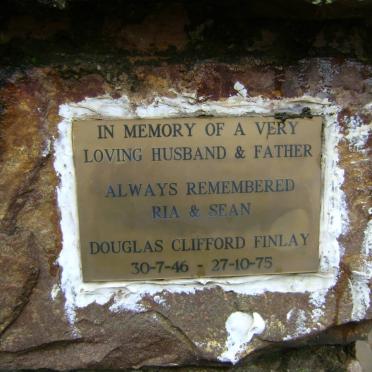 IN MEMORY OF A VERY
LOVING HUSBAND & FATHER
ALWAYS REMEMBERED
RIA & SEAN
DOUGLAS CLIFFORD FINLAY
30-7-46 - 27-10-75